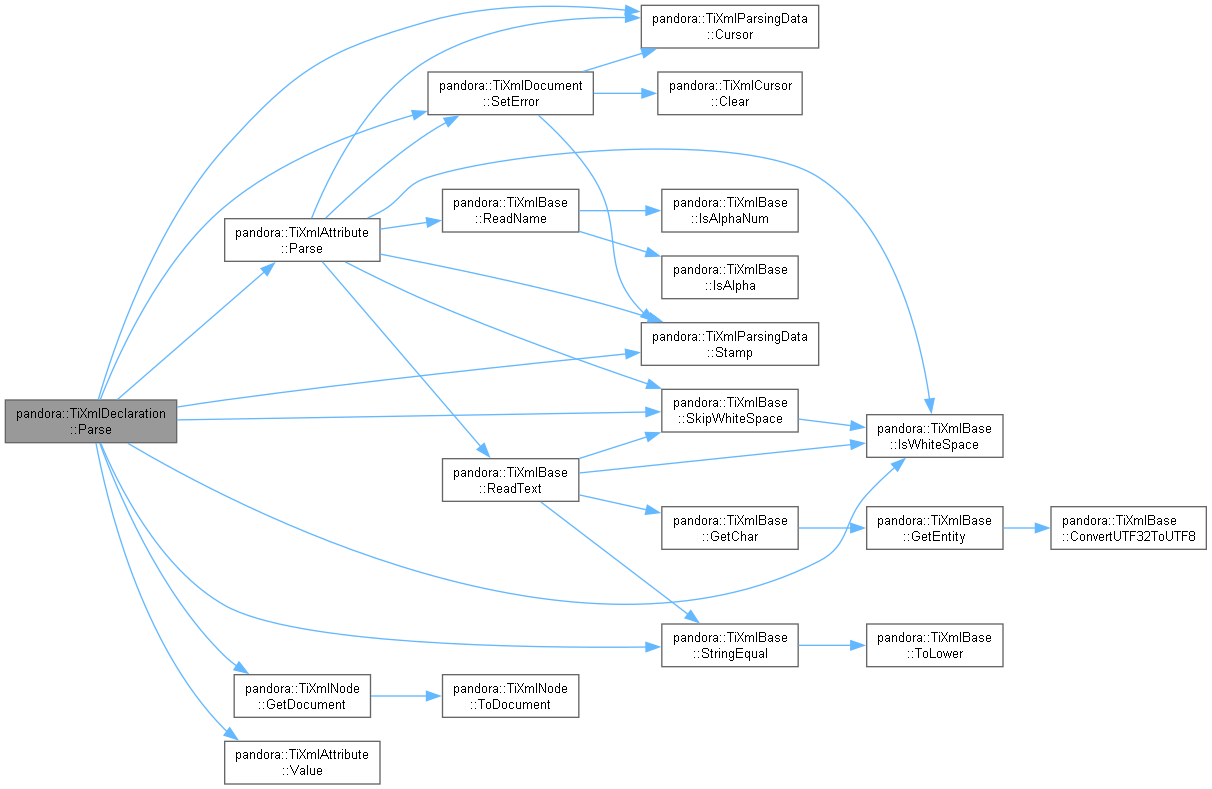 pandora::TiXmlParsingData
::Cursor
pandora::TiXmlDocument
::SetError
pandora::TiXmlCursor
::Clear
pandora::TiXmlBase
::ReadName
pandora::TiXmlBase
::IsAlphaNum
pandora::TiXmlAttribute
::Parse
pandora::TiXmlBase
::IsAlpha
pandora::TiXmlParsingData
::Stamp
pandora::TiXmlDeclaration
::Parse
pandora::TiXmlBase
::SkipWhiteSpace
pandora::TiXmlBase
::IsWhiteSpace
pandora::TiXmlBase
::ReadText
pandora::TiXmlBase
::GetChar
pandora::TiXmlBase
::GetEntity
pandora::TiXmlBase
::ConvertUTF32ToUTF8
pandora::TiXmlBase
::StringEqual
pandora::TiXmlBase
::ToLower
pandora::TiXmlNode
::GetDocument
pandora::TiXmlNode
::ToDocument
pandora::TiXmlAttribute
::Value